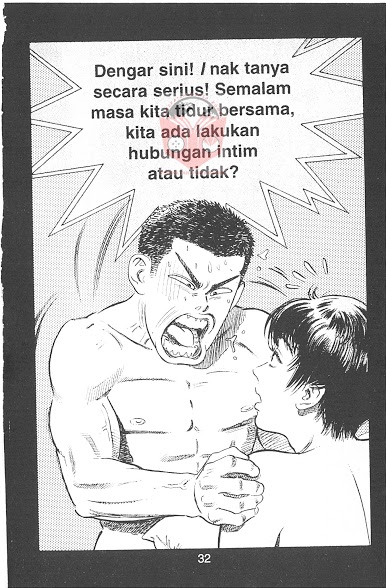 Dengar sini! I nak tanya
secara serius! Semalam
masa kita tidur bersama,
kita ada lakukan
hubungan intim
atau tidak?
32